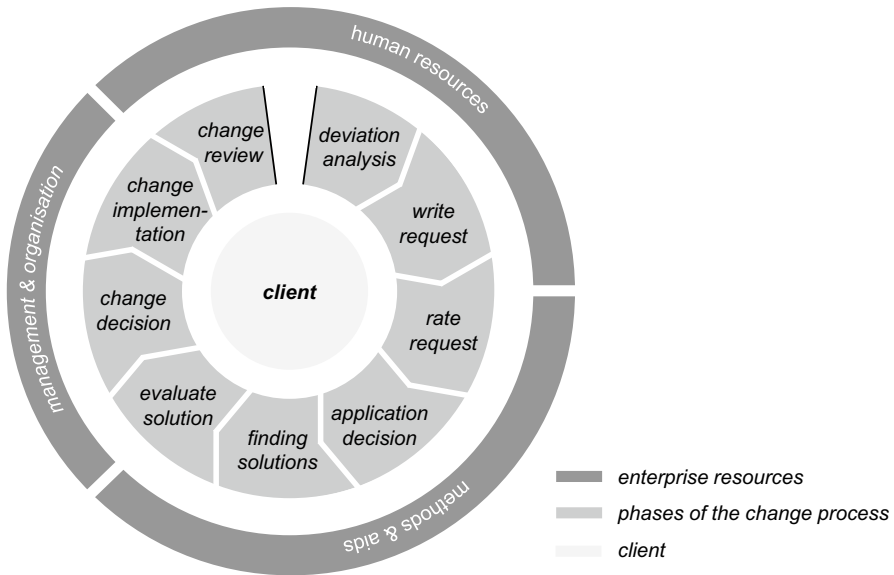 human resources
change
review
deviation
analysis
change
implemen-
tation
write
request
management & organisation
client
change
decision
rate
request
evaluate
solution
application
decision
finding
solutions
methods & aids
enterprise resources
phases of the change process
client